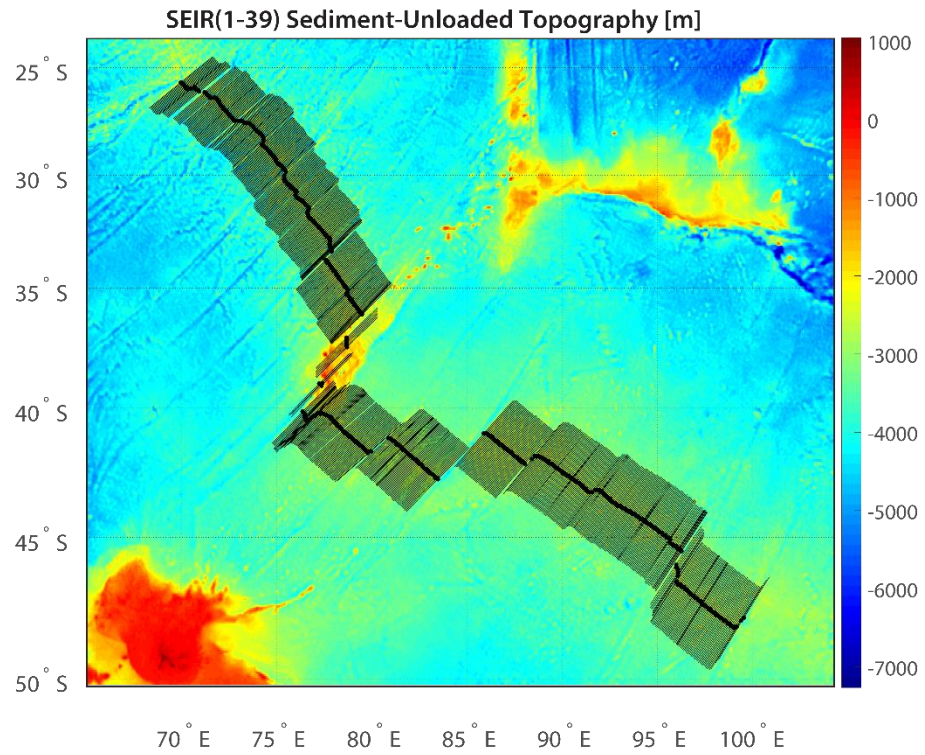 SEIR(1-39) Sediment-Unloaded Topography [m]
25° S
30° S
35° S
40° S
45° S
50° S
70° E
75° E
80° E
85° E
90° E
95° E
100° E
1000
0
-1000
-2000
-3000
-4000
-5000
-6000
-7000